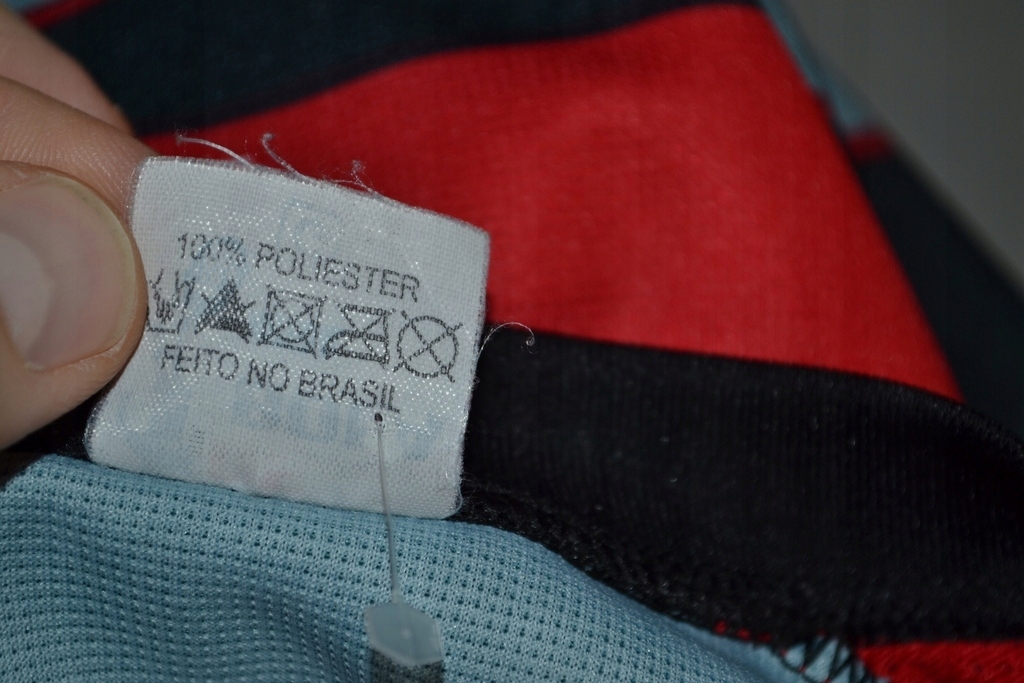 100% POLIESTER
FEITO NO BRASIL